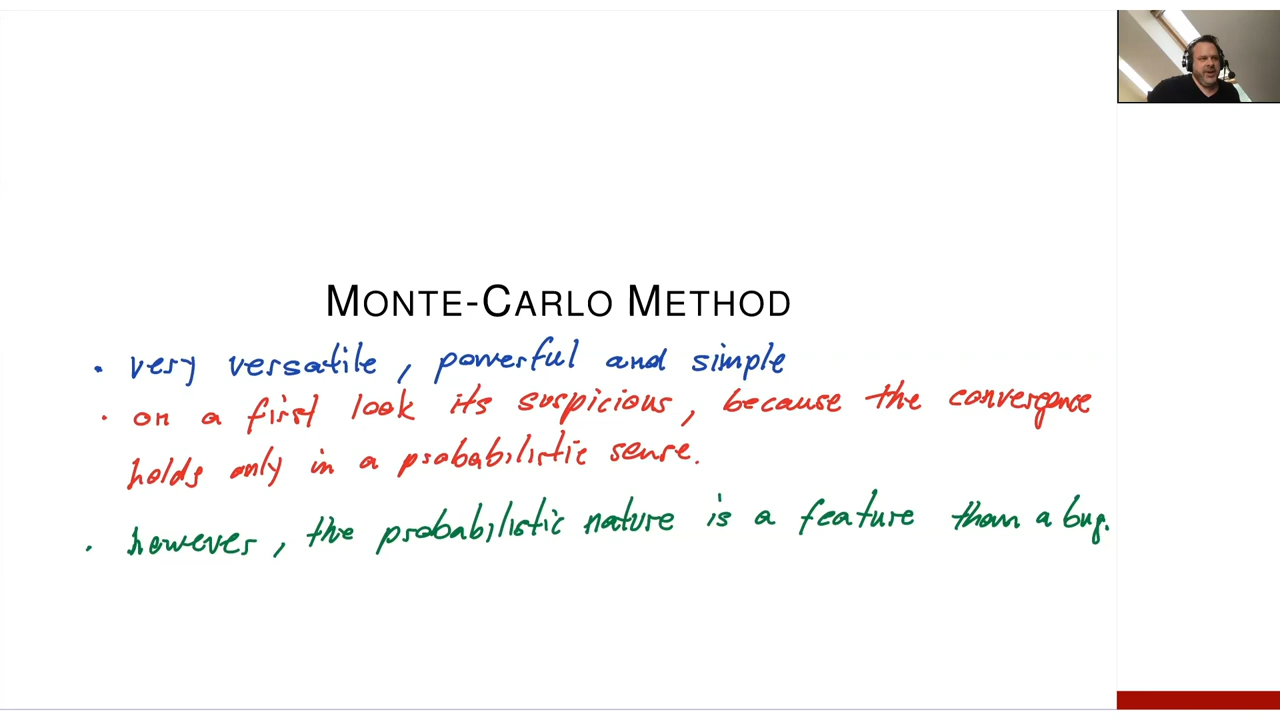 MONTE-CARLO METHOD
• very versatile, powerful and simple
• on a first look its suspicious, because the convergence
holds only in a probabilistic sense.
• however, the probabilistic nature is a feature than a bug.